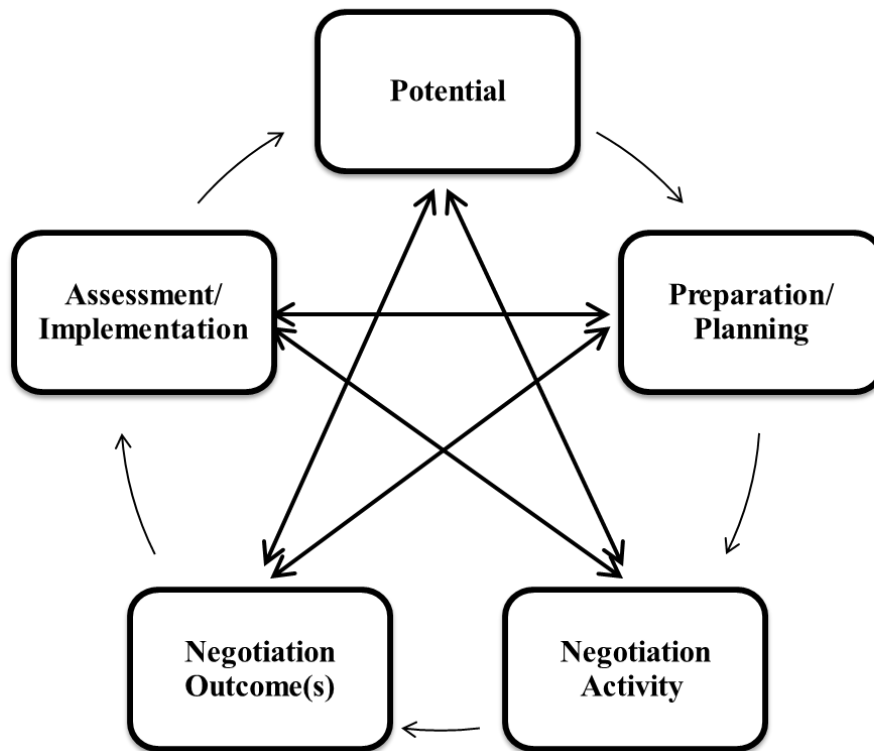 Potential
Assessment/
Implementation
Preparation/
Planning
Negotiation
Outcome(s)
Negotiation
Activity